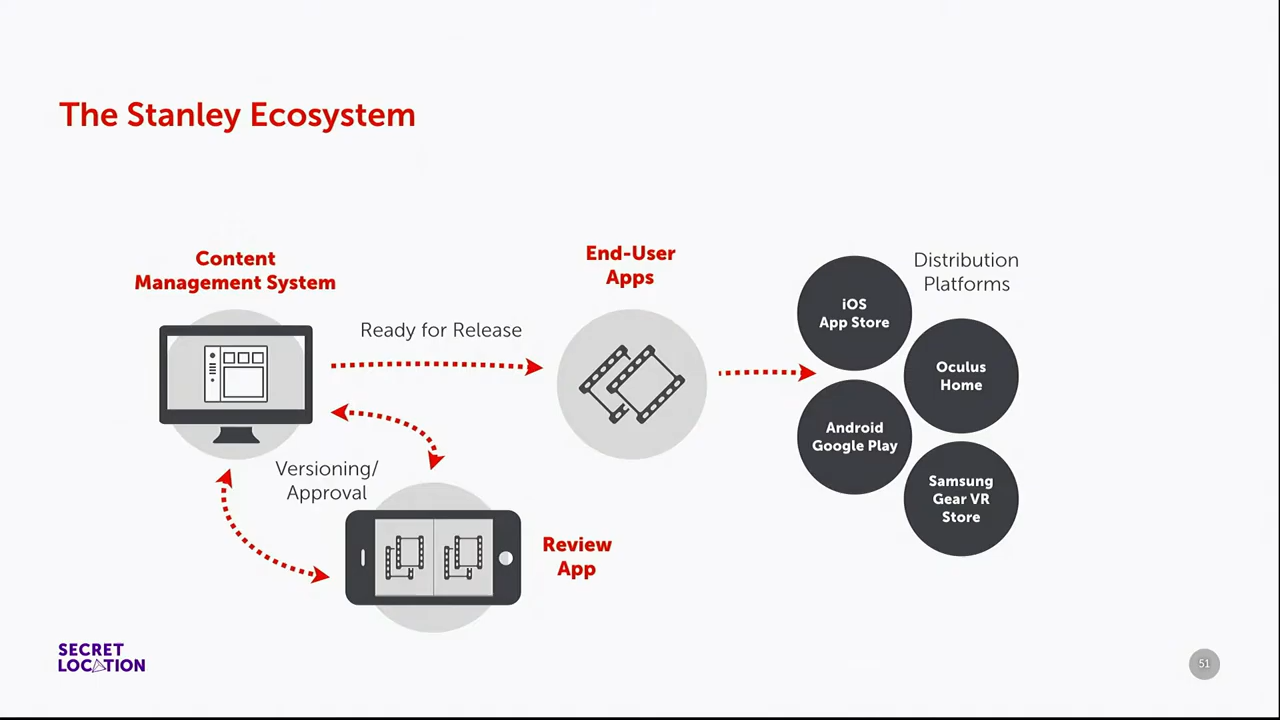 The Stanley Ecosystem
Content
Management System
Ready for Release
End-User
Apps
Distribution
Platforms
iOS
App Store
Oculus
Home
Android
Google Play
Samsung
Gear VR
Store
Versioning/
Approval
Review
App
SECRET
LOCATION
51